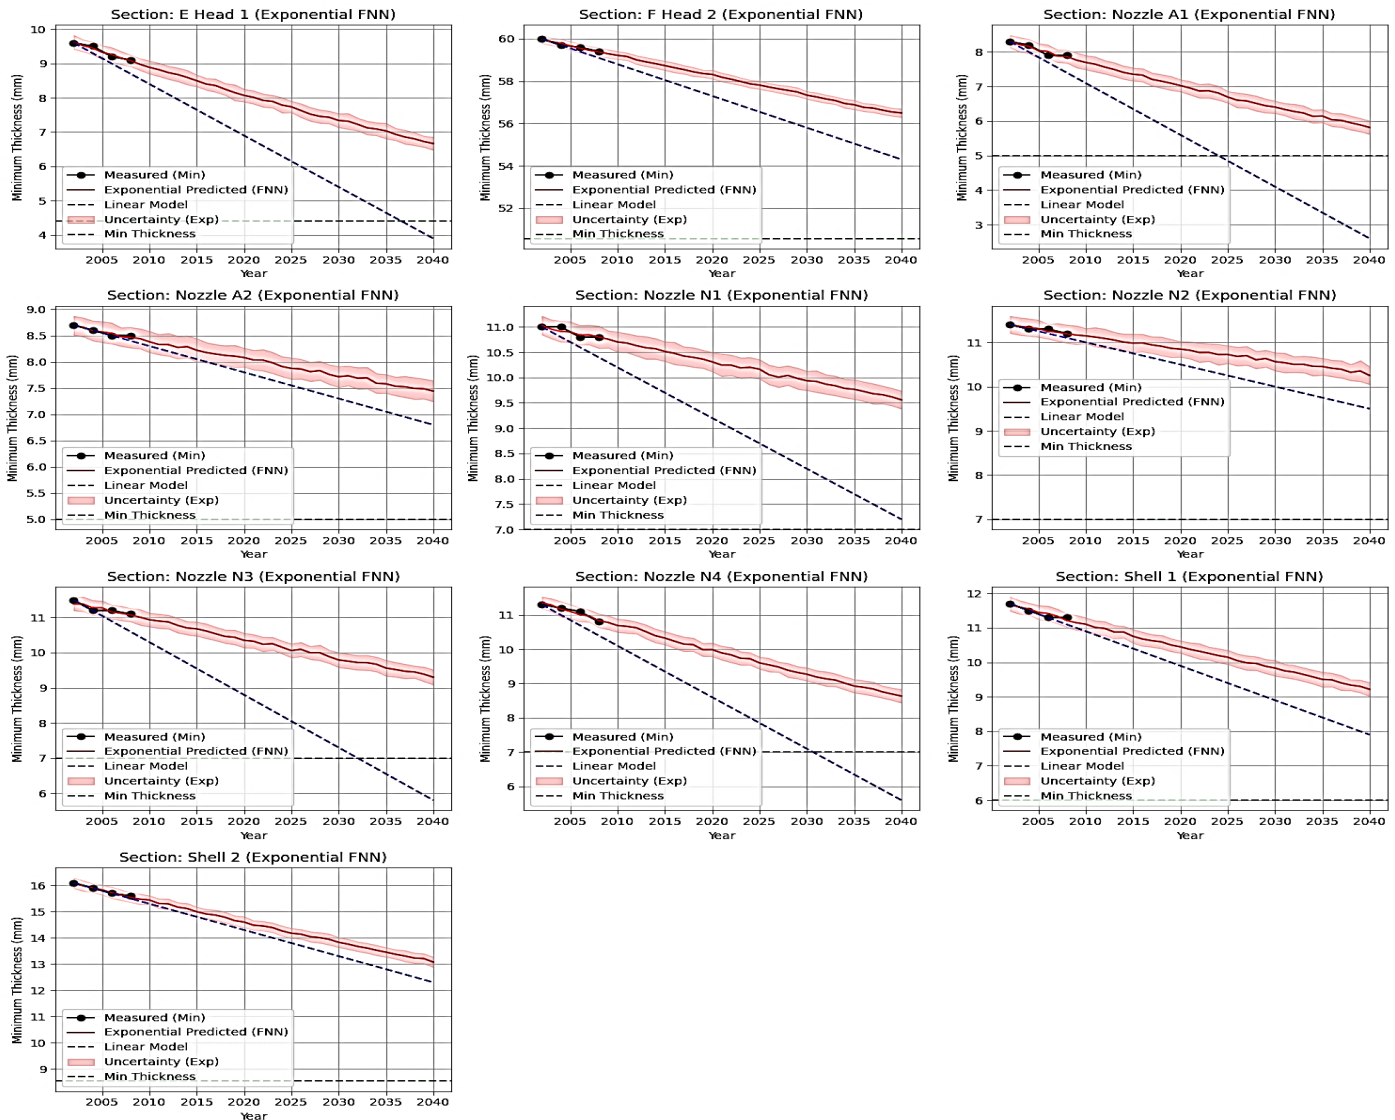 Section: E Head 1 (Exponential FNN)
Minimum Thickness (mm)
10
9
8
7
6
5
4
Measured (Min)
Exponential Predicted (FNN)
Linear Model
Uncertainty (Exp)
Min Thickness
2005 2010 2015 2020 2025 2030 2035 2040
Year
Section: F Head 2 (Exponential FNN)
Minimum Thickness (mm)
60
58
56
54
52
Measured (Min)
Exponential Predicted (FNN)
Linear Model
Uncertainty (Exp)
Min Thickness
2005 2010 2015 2020 2025 2030 2035 2040
Year
Section: Nozzle A1 (Exponential FNN)
Minimum Thickness (mm)
8
7
6
5
4
3
Measured (Min)
Exponential Predicted (FNN)
Linear Model
Uncertainty (Exp)
Min Thickness
2005 2010 2015 2020 2025 2030 2035 2040
Year
Section: Nozzle A2 (Exponential FNN)
Minimum Thickness (mm)
9.0
8.5
8.0
7.5
7.0
6.5
6.0
5.5
5.0
Measured (Min)
Exponential Predicted (FNN)
Linear Model
Uncertainty (Exp)
Min Thickness
2005 2010 2015 2020 2025 2030 2035 2040
Year
Section: Nozzle N1 (Exponential FNN)
Minimum Thickness (mm)
11.0
10.5
10.0
9.5
9.0
8.5
8.0
7.5
7.0
Measured (Min)
Exponential Predicted (FNN)
Linear Model
Uncertainty (Exp)
Min Thickness
2005 2010 2015 2020 2025 2030 2035 2040
Year
Section: Nozzle N2 (Exponential FNN)
Minimum Thickness (mm)
11
10
9
8
7
Measured (Min)
Exponential Predicted (FNN)
Linear Model
Uncertainty (Exp)
Min Thickness
2005 2010 2015 2020 2025 2030 2035 2040
Year
Section: Nozzle N3 (Exponential FNN)
Minimum Thickness (mm)
11
10
9
8
7
6
Measured (Min)
Exponential Predicted (FNN)
Linear Model
Uncertainty (Exp)
Min Thickness
2005 2010 2015 2020 2025 2030 2035 2040
Year
Section: Nozzle N4 (Exponential FNN)
Minimum Thickness (mm)
11
10
9
8
7
6
Measured (Min)
Exponential Predicted (FNN)
Linear Model
Uncertainty (Exp)
Min Thickness
2005 2010 2015 2020 2025 2030 2035 2040
Year
Section: Shell 1 (Exponential FNN)
Minimum Thickness (mm)
12
11
10
9
8
7
6
Measured (Min)
Exponential Predicted (FNN)
Linear Model
Uncertainty (Exp)
Min Thickness
2005 2010 2015 2020 2025 2030 2035 2040
Year
Section: Shell 2 (Exponential FNN)
Minimum Thickness (mm)
16
15
14
13
12
11
10
9
Measured (Min)
Exponential Predicted (FNN)
Linear Model
Uncertainty (Exp)
Min Thickness
2005 2010 2015 2020 2025 2030 2035 2040
Year